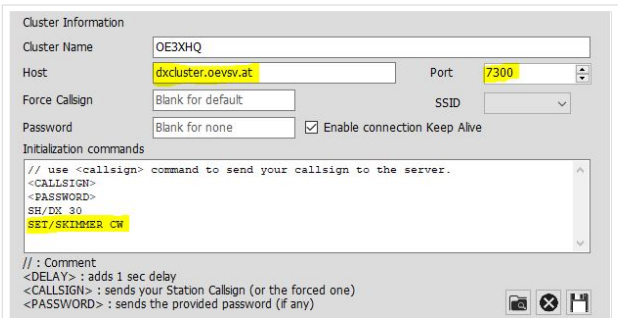 Cluster Information
Cluster Name OE3XHQ
Host dxcluster.oevsv.at Port 7300
Force Callsign Blank for default SSID
Password Blank for none Enable connection Keep Alive
Initialization commands
// use <callsign> command to send your callsign to the server.
<CALLSIGN>
<PASSWORD>
SH/DX 30
SET/SKIMMER CW
// : Comment
<DELAY> : adds 1 sec delay
<CALLSIGN> : sends your Station Callsign (or the forced one)
<PASSWORD> : sends the provided password (if any)